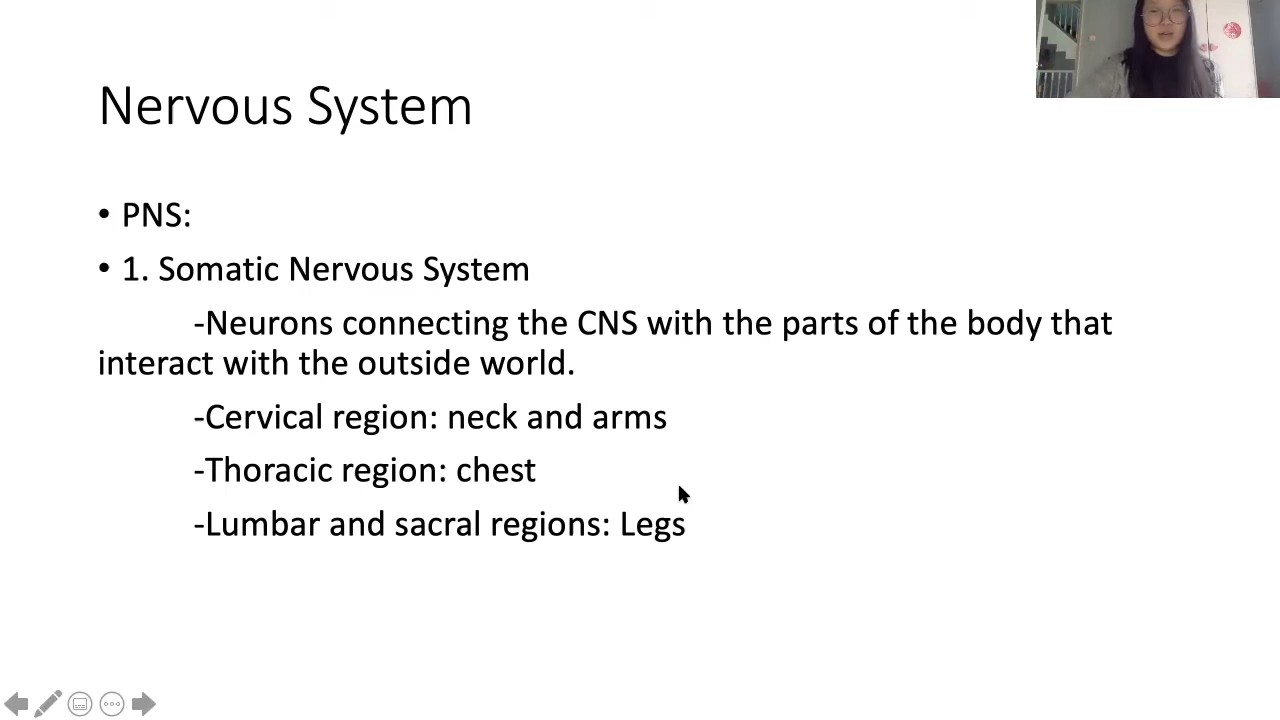 Nervous System
• PNS:
• 1. Somatic Nervous System
-Neurons connecting the CNS with the parts of the body that
interact with the outside world.
-Cervical region: neck and arms
-Thoracic region: chest
-Lumbar and sacral regions: Legs